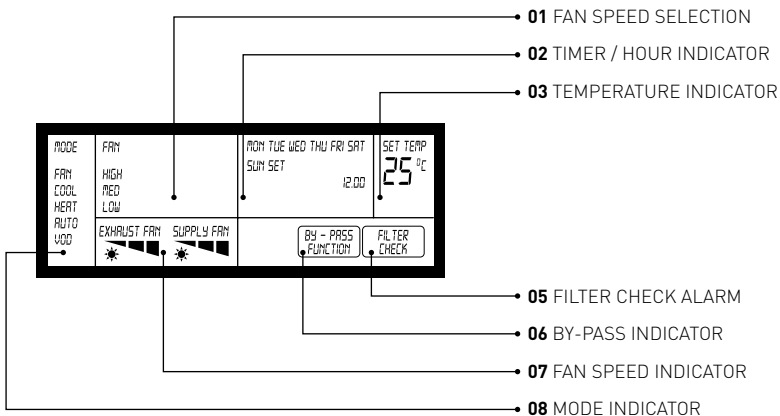 01 FAN SPEED SELECTION
02 TIMER / HOUR INDICATOR
03 TEMPERATURE INDICATOR
MODE
FAN
COOL
HEAT
AUTO
VOD
FAN
HIGH
MED
LOW
MON TUE WED THU FRI SAT
SUN SET
12.00
SET TEMP
25 °C
EXHAUST FAN
SUPPLY FAN
BY - PASS
FUNCTION
FILTER
CHECK
05 FILTER CHECK ALARM
06 BY-PASS INDICATOR
07 FAN SPEED INDICATOR
08 MODE INDICATOR